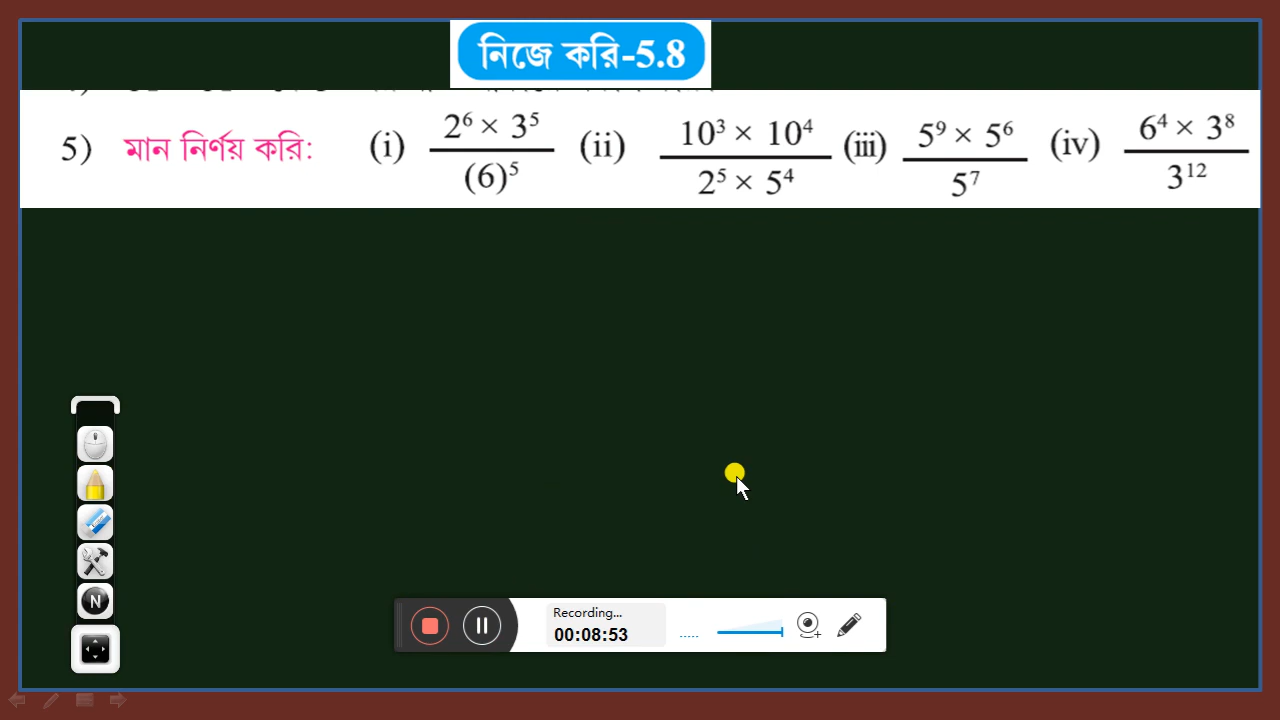 নিজে করি-5.8
5) মান নির্ণয় করি: (i) 2⁶ × 3⁵ / (6)⁵ (ii) 10³ × 10⁴ / 2⁵ × 5⁴ (iii) 5⁹ × 5⁶ / 5⁷ (iv) 6⁴ × 3⁸ / 3¹²
N
Recording...
00:08:53